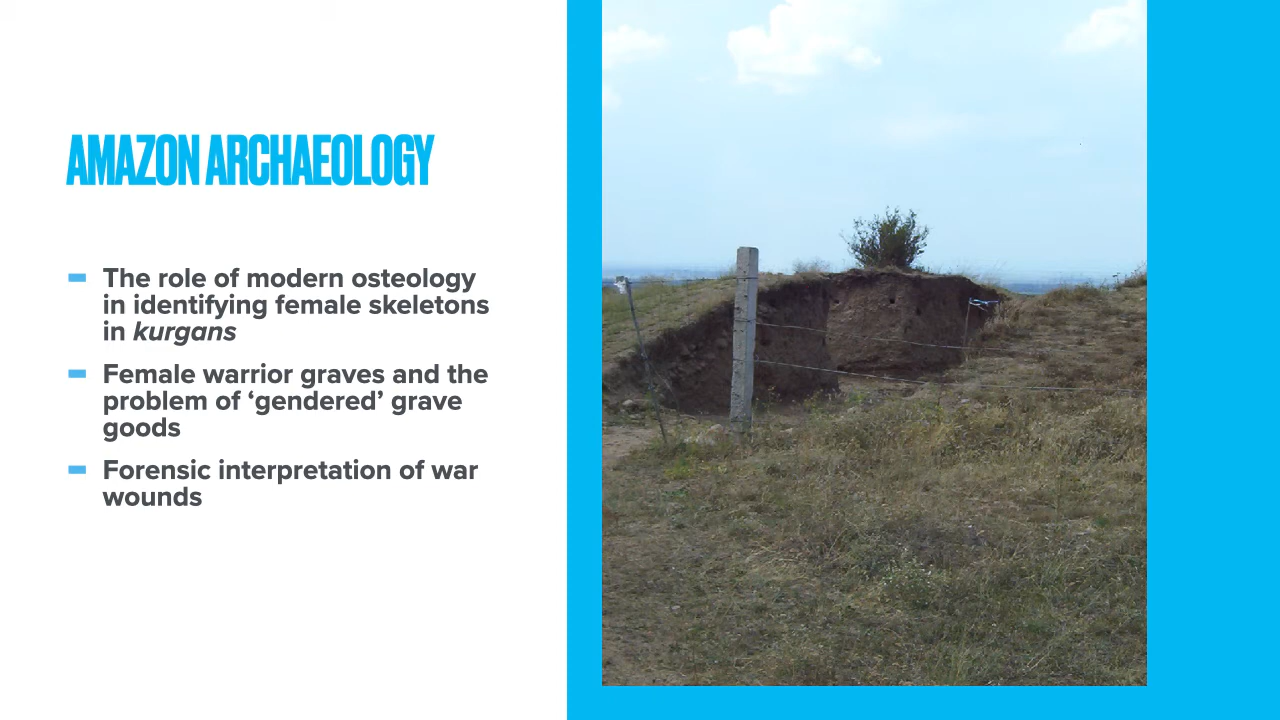 AMAZON ARCHAEOLOGY
The role of modern osteology
in identifying female skeletons
in kurgans
Female warrior graves and the
problem of ‘gendered’ grave
goods
Forensic interpretation of war
wounds